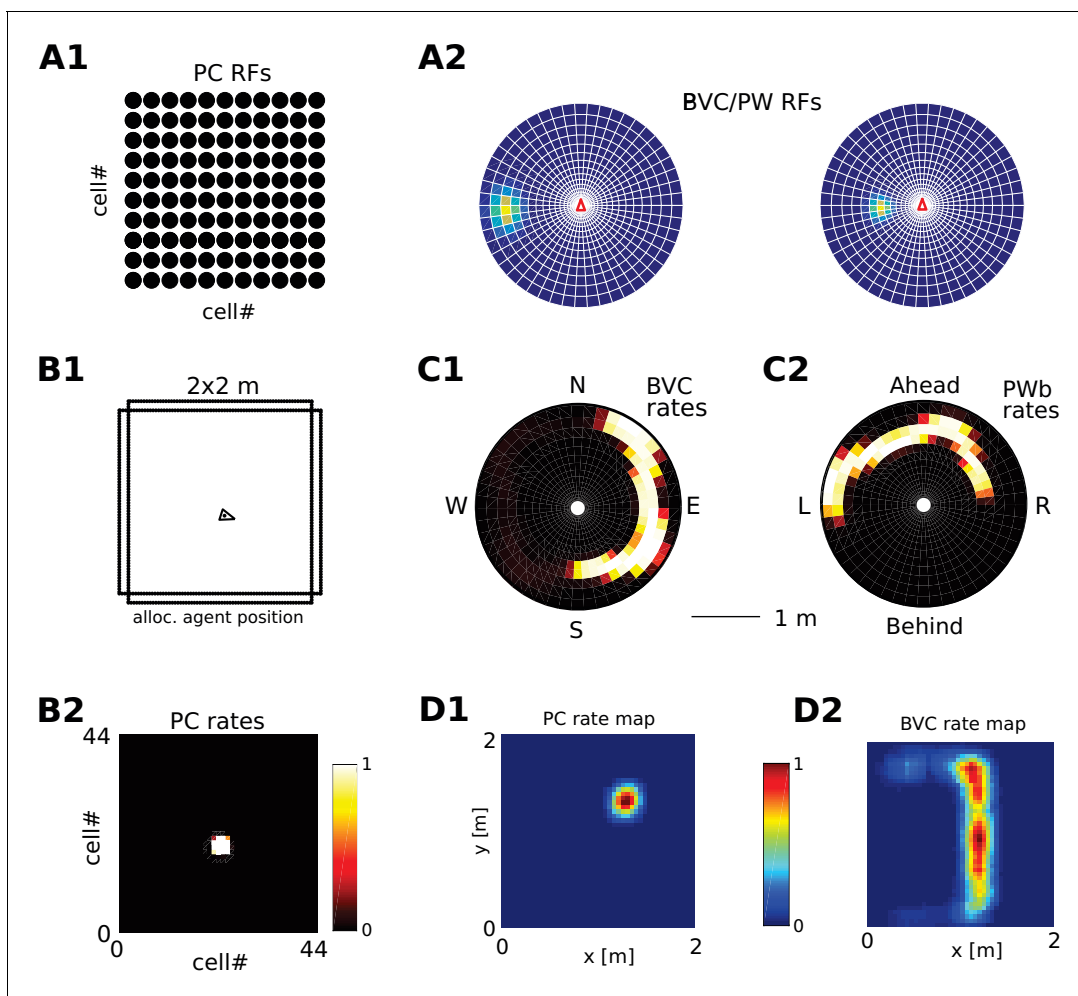 A1
PC RFs
cell#
cell#
A2
BVC/PW RFs
B1
2x2 m
alloc. agent position
C1
N
BVC
rates
W
E
S
1 m
C2
Ahead
PWb
rates
L
R
Behind
B2
PC rates
44
cell#
0
0
44
cell#
1
0
D1
PC rate map
2
y [m]
0
0
2
x [m]
1
0
D2
BVC rate map
0
2
x [m]